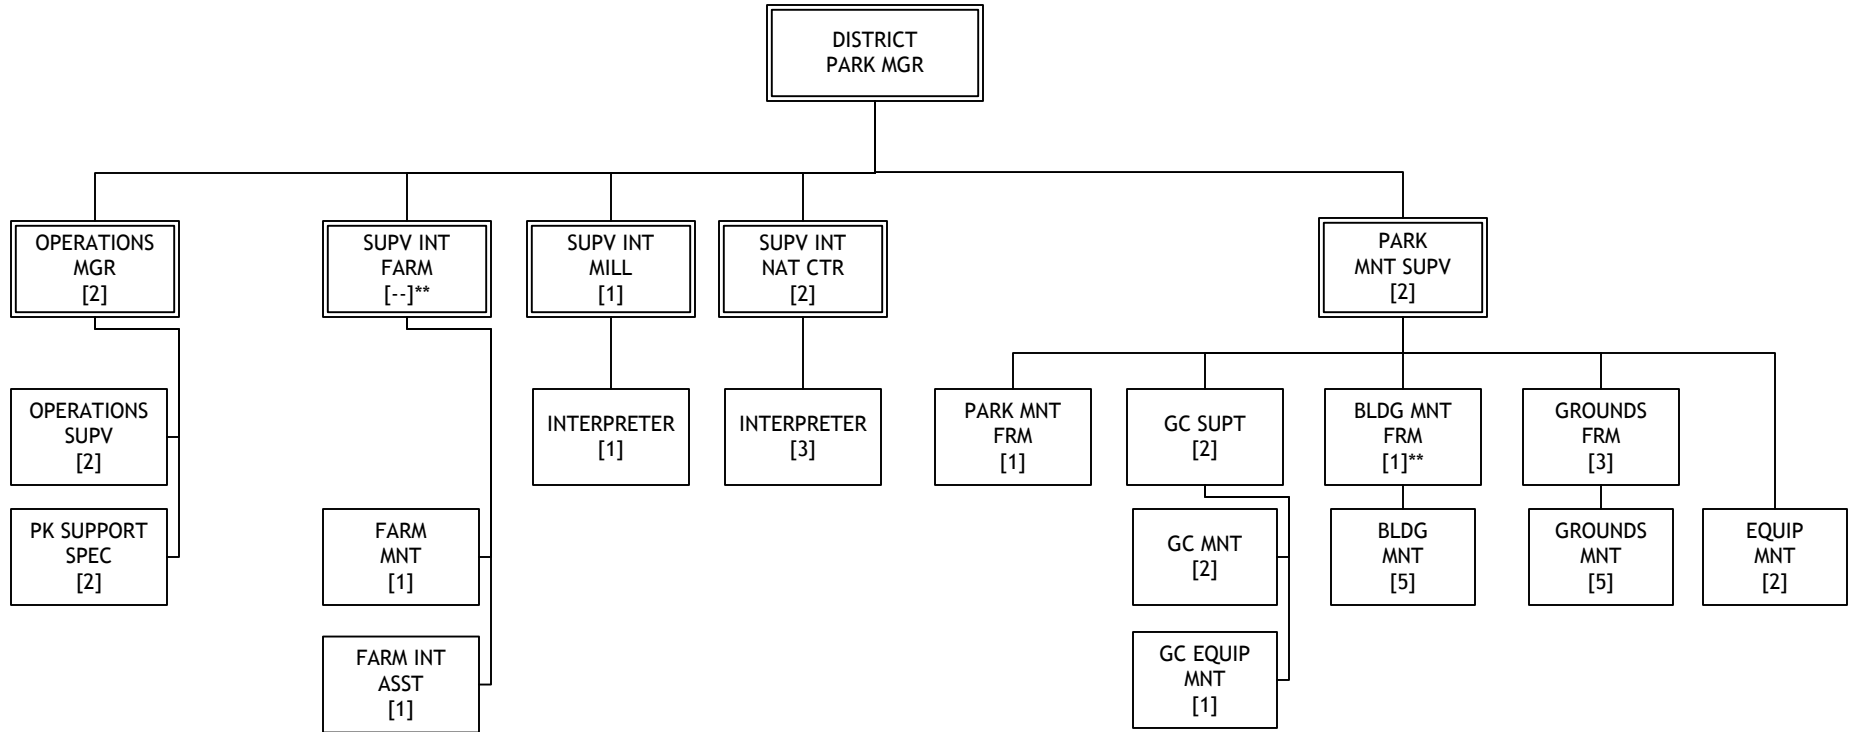 DISTRICT
PARK MGR
OPERATIONS
MGR
[2]
SUPV INT
FARM
[--]**
SUPV INT
MILL
[1]
SUPV INT
NAT CTR
[2]
PARK
MNT SUPV
[2]
OPERATIONS
SUPV
[2]
INTERPRETER
[1]
INTERPRETER
[3]
PARK MNT
FRM
[1]
GC SUPT
[2]
BLDG MNT
FRM
[1]**
GROUNDS
FRM
[3]
PK SUPPORT
SPEC
[2]
FARM
MNT
[1]
GC MNT
[2]
BLDG
MNT
[5]
GROUNDS
MNT
[5]
EQUIP
MNT
[2]
FARM INT
ASST
[1]
GC EQUIP
MNT
[1]